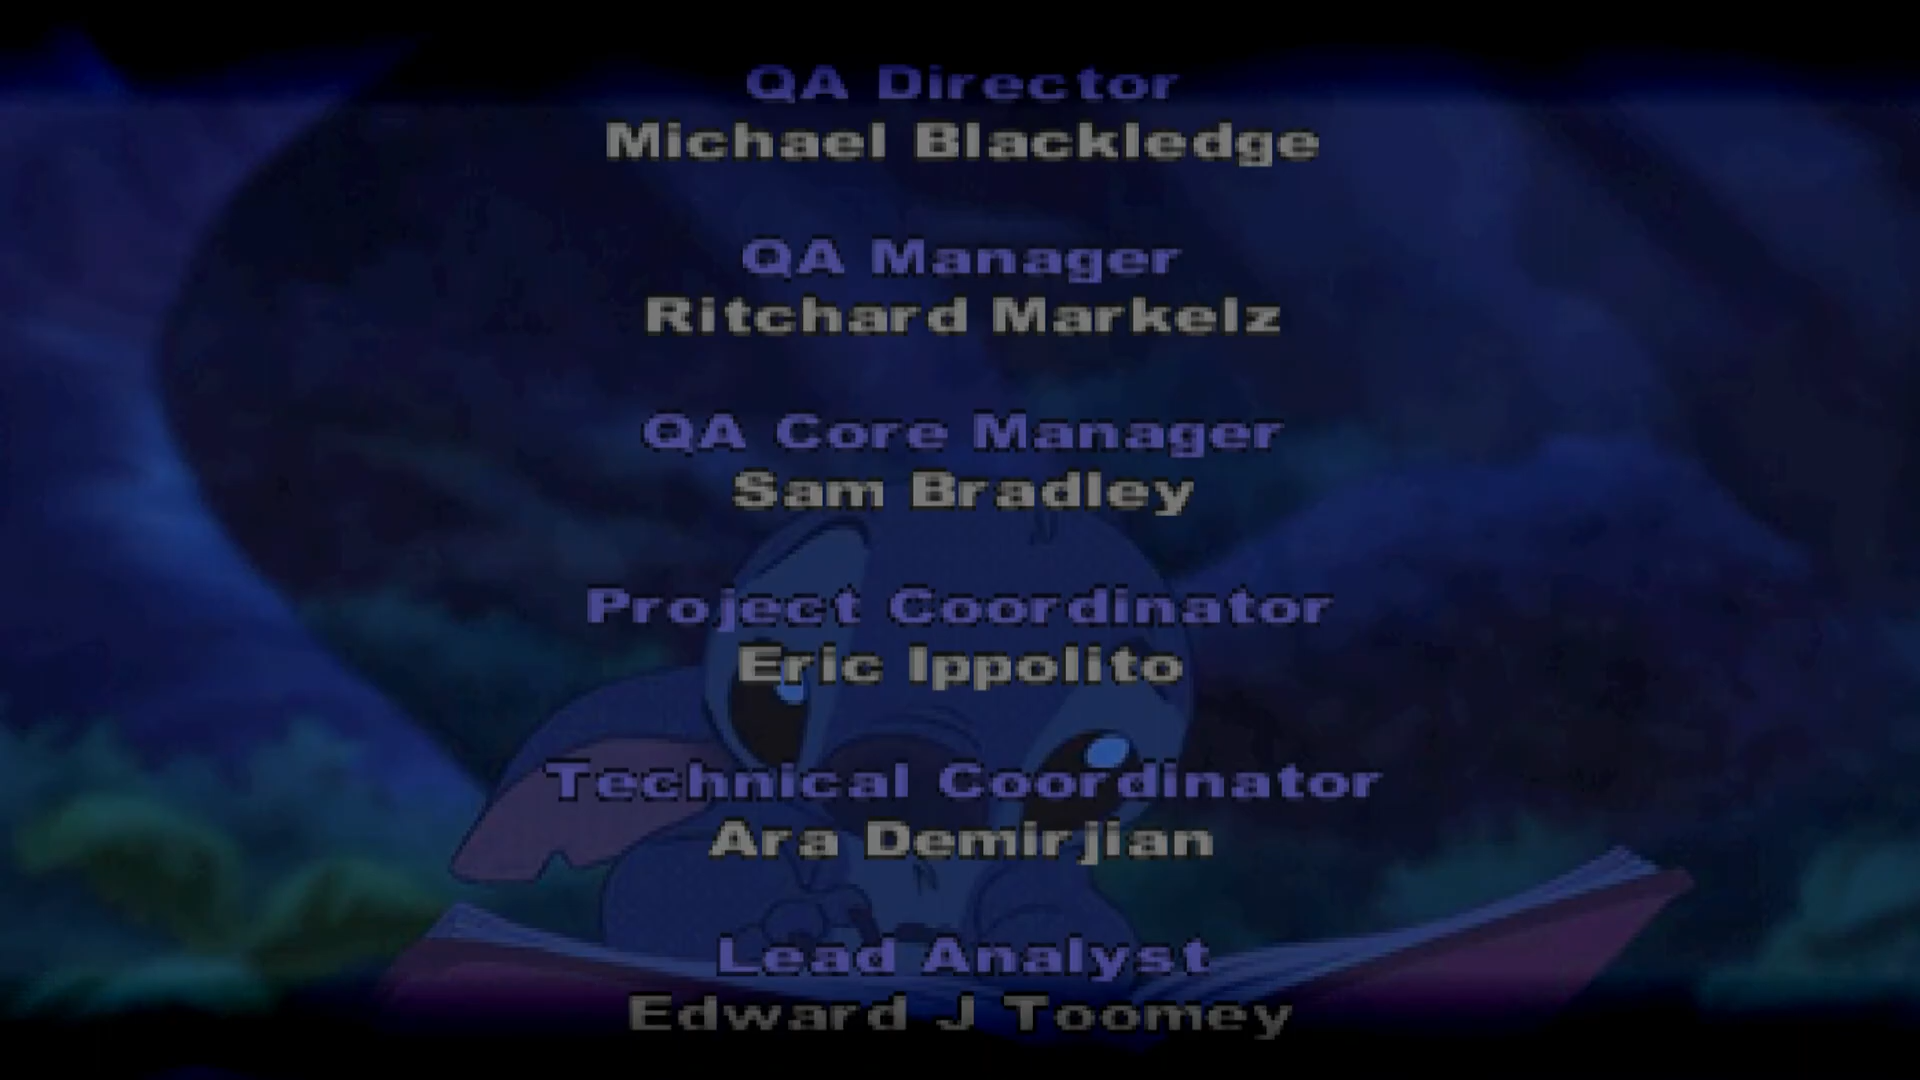 QA Director
Michael Blackledge
QA Manager
Ritchard Markelz
QA Core Manager
Sam Bradley
Project Coordinator
Eric Ippolito
Technical Coordinator
Ara Demirjian
Lead Analyst
Edward J Toomey